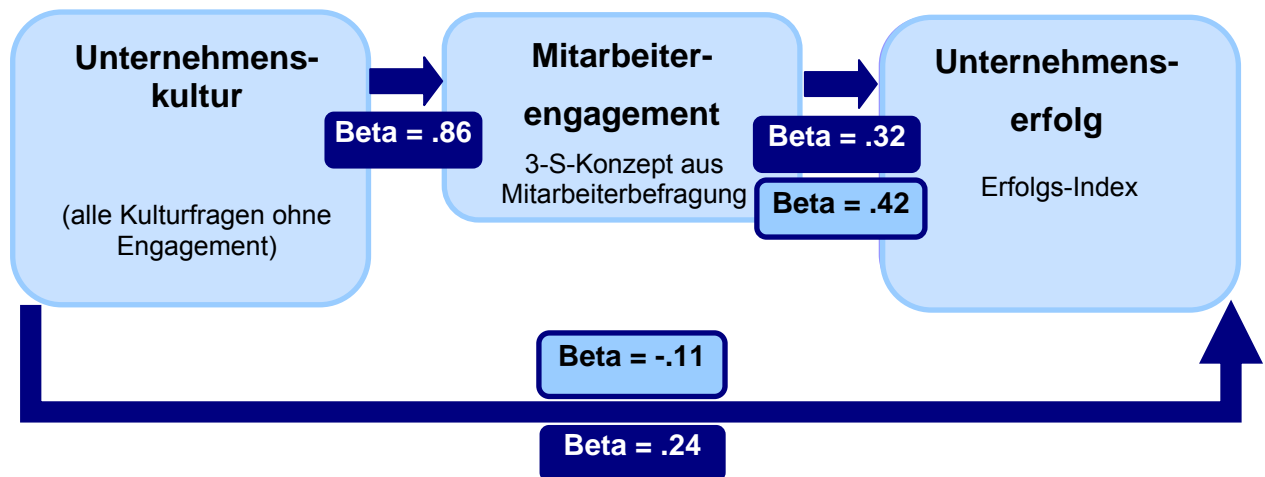 Unternehmens-
kultur
(alle Kulturfragen ohne
Engagement)
Beta = .86
Mitarbeiter-
engagement
3-S-Konzept aus
Mitarbeiterbefragung
Beta = .32
Beta = .42
Unternehmens-
erfolg
Erfolgs-Index
Beta = -.11
Beta = .24